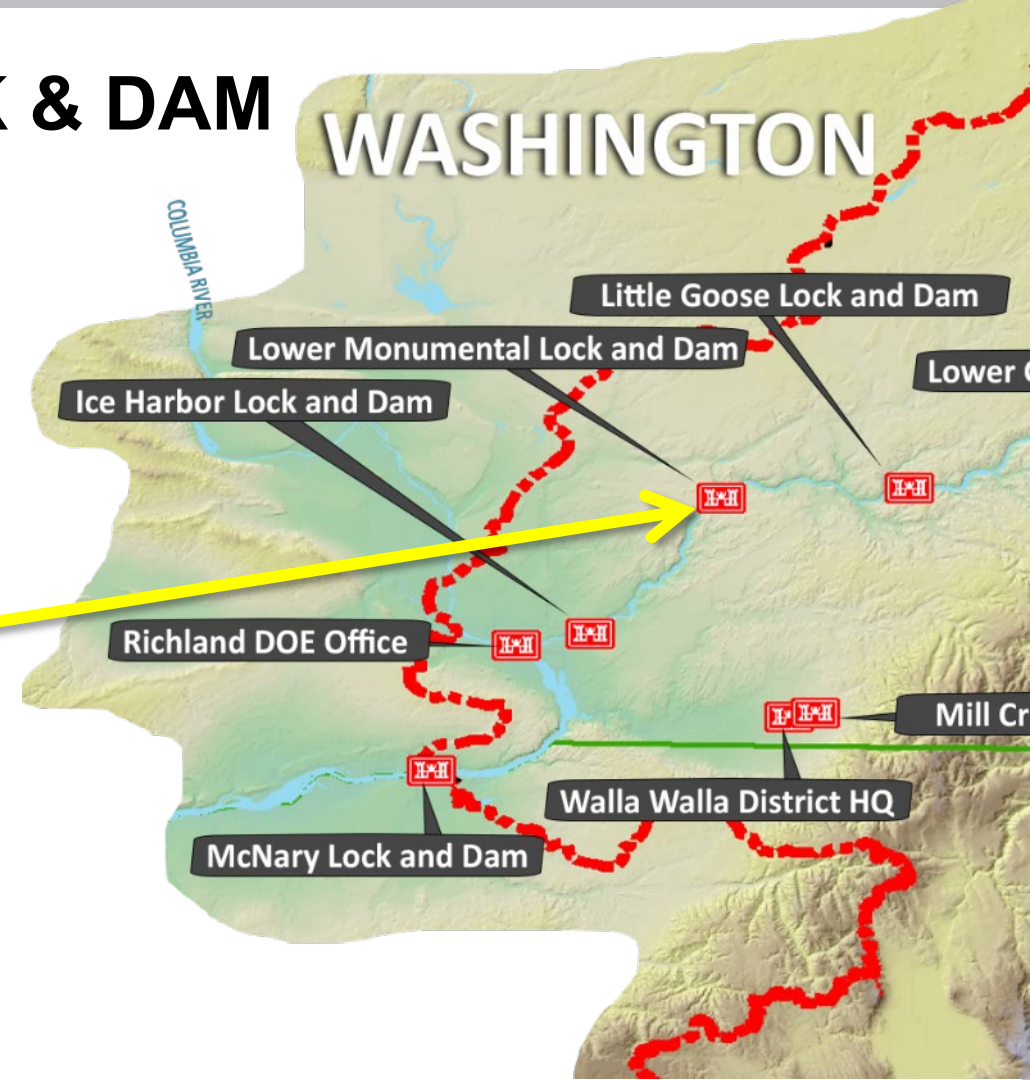 & DAM
WASHINGTON
COLUMBIA RIVER
Little Goose Lock and Dam
Lower Monumental Lock and Dam
Lower
Ice Harbor Lock and Dam
Richland DOE Office
Mill
Walla Walla District HQ
McNary Lock and Dam